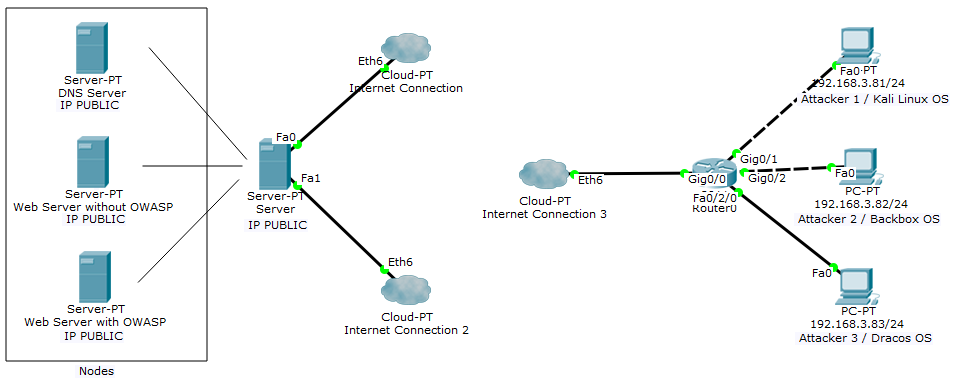 Server-PT
DNS Server
IP PUBLIC
Server-PT
Web Server without OWASP
IP PUBLIC
Server-PT
Web Server with OWASP
IP PUBLIC
Nodes
Fa0
Fa1
Server-PT
Server
IP PUBLIC
Eth6
Cloud-PT
Internet Connection
Eth6
Cloud-PT
Internet Connection 2
Cloud-PT
Internet Connection 3
Eth6
Gig0/0
Gig0/1
Gig0/2
Fa0/2/0
Router0
Fa0
PT
192.168.3.81/24
Attacker 1 / Kali Linux OS
Fa0
PC-PT
192.168.3.82/24
Attacker 2 / Backbox OS
Fa0
PC-PT
192.168.3.83/24
Attacker 3 / Dracos OS